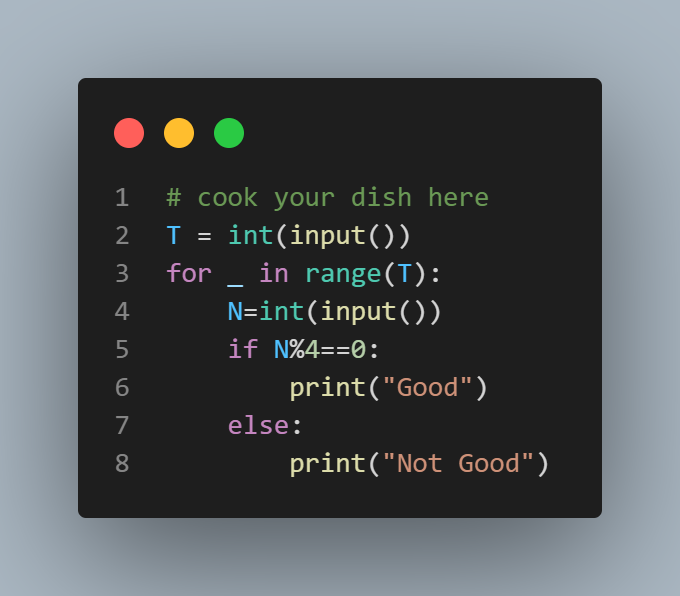 1 # cook your dish here
2 T = int(input())
3 for _ in range(T):
4     N=int(input())
5     if N%4==0:
6         print("Good")
7     else:
8         print("Not Good")